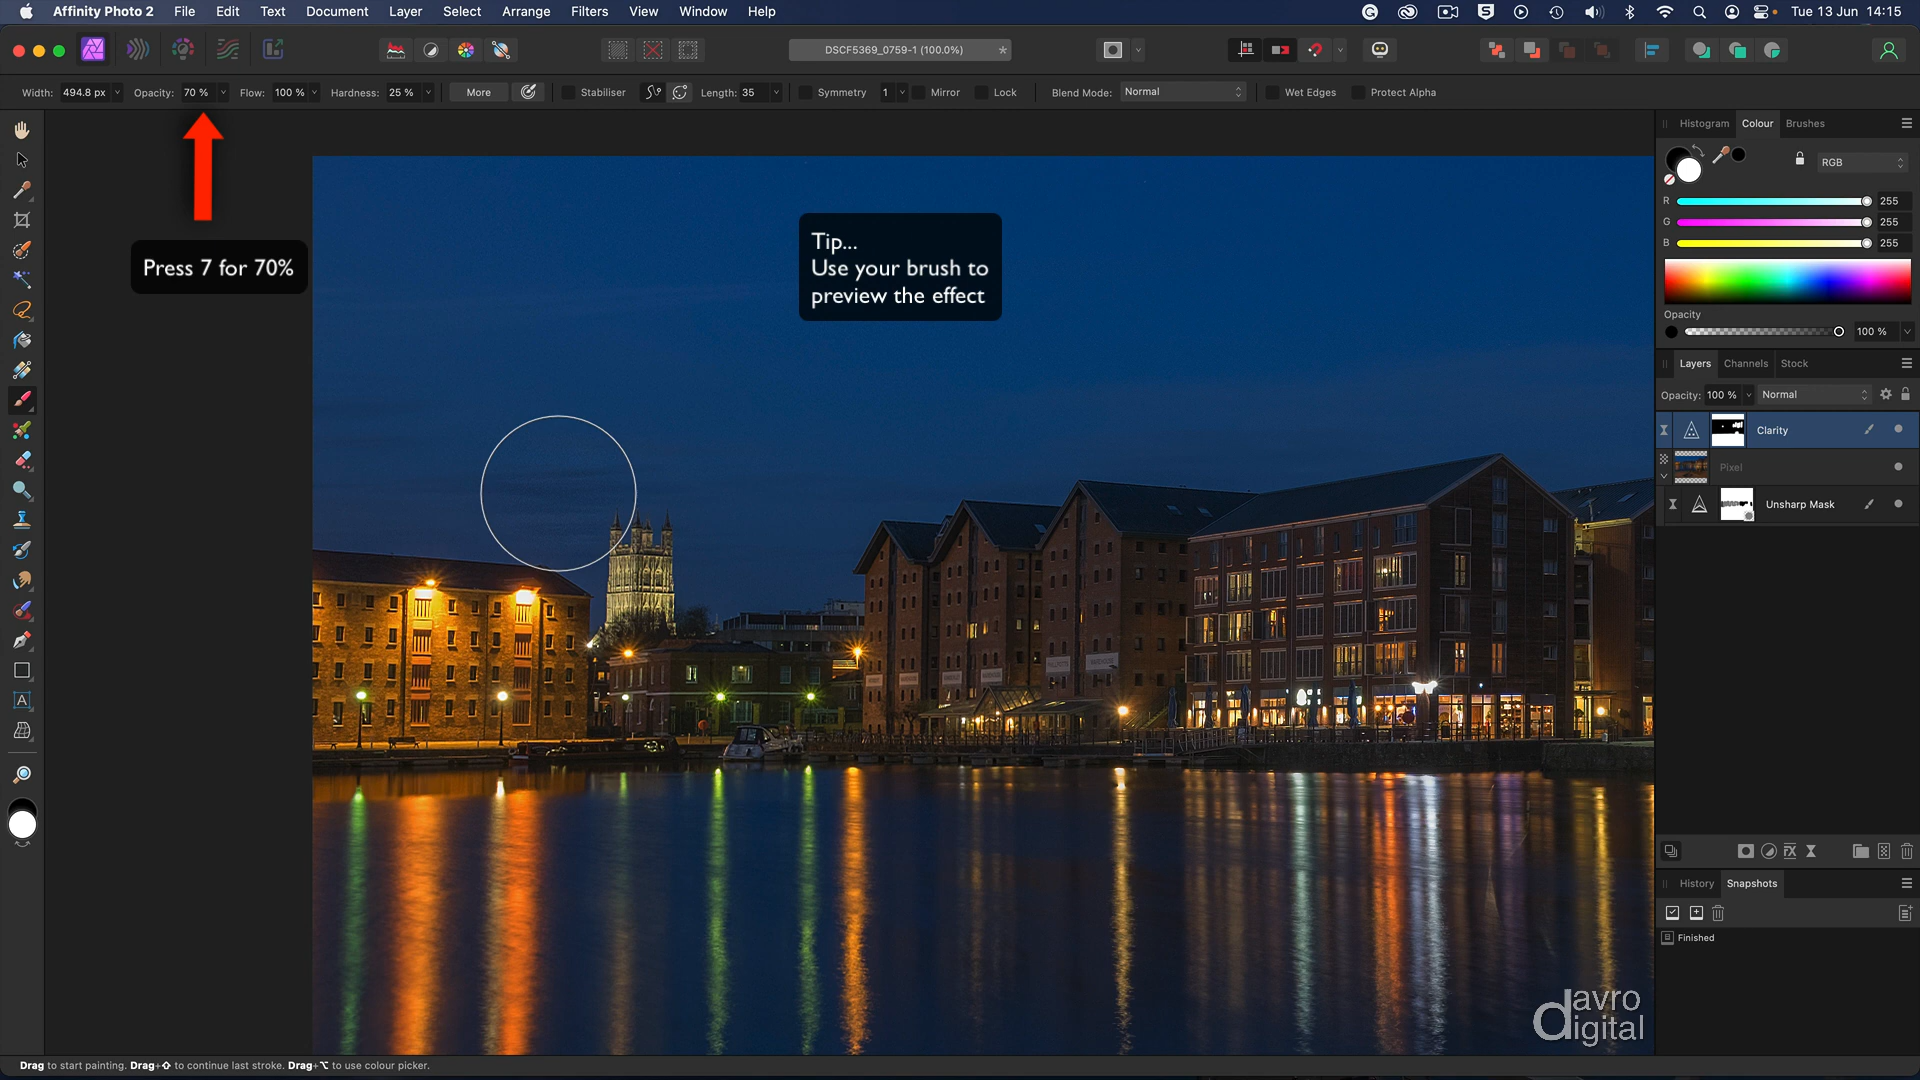 Affinity Photo 2 File Edit Text Document Layer Select Arrange Filters View Window Help Tue 13 Jun 14:15
DSCF5369_0759-1 (100.0%) *
Width: 494.8 px Opacity: 70 % Flow: 100 % Hardness: 25 % More Stabiliser Length: 35 Symmetry 1 Mirror Lock Blend Mode: Normal Wet Edges Protect Alpha
Histogram Colour Brushes
RGB
R 255
G 255
B 255
Opacity
100 %
Press 7 for 70%
Tip...
Use your brush to
preview the effect
Layers Channels Stock
Opacity: 100 % Normal
Clarity
Pixel
Unsharp Mask
History Snapshots
Finished
davro
digital
Drag to start painting. Drag+⇧ to continue last stroke. Drag+⌥ to use colour picker.